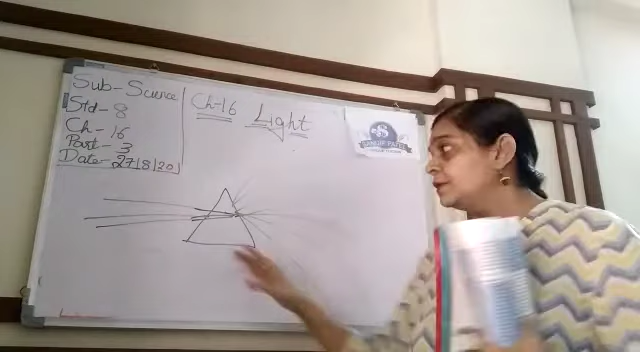 Sub-Science
Std-8
Ch-16
Part-3
Date-27/8/20
Ch-16 Light